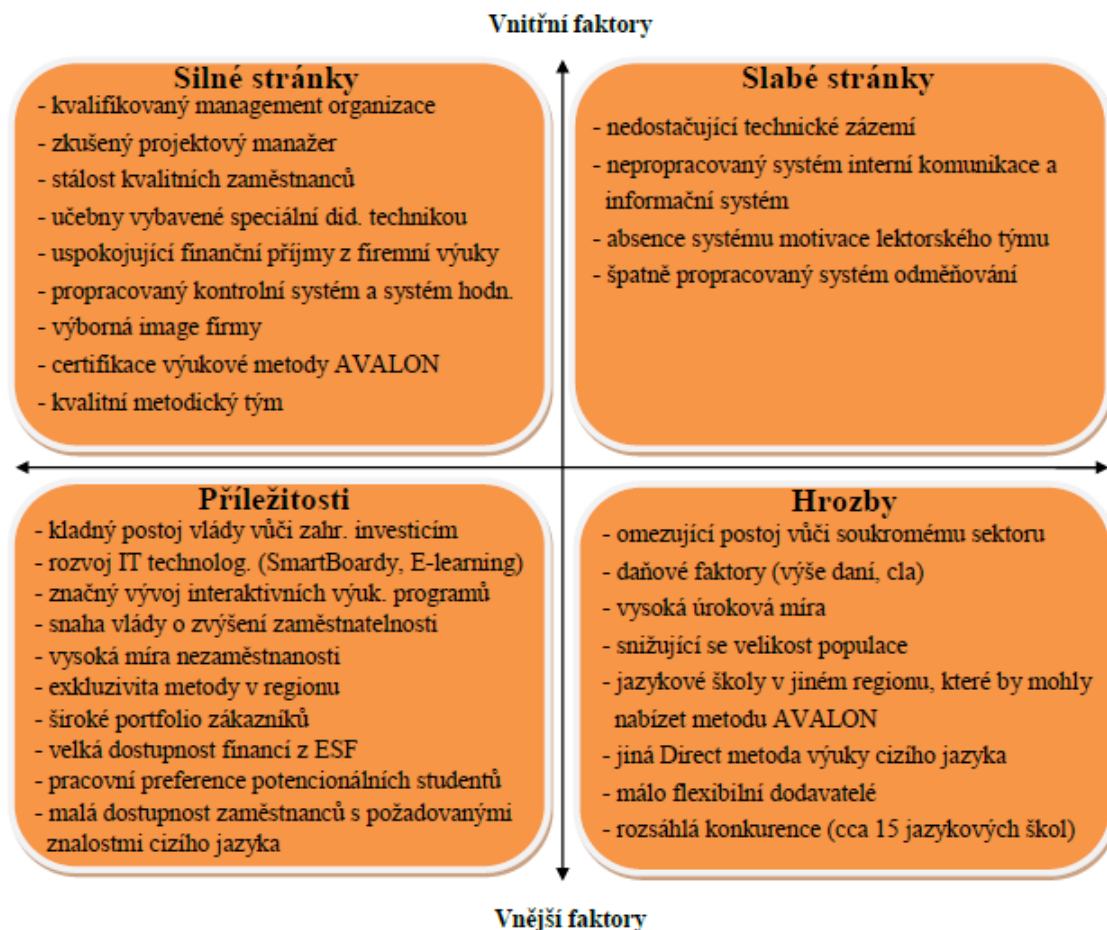 Vnitřní faktory
Silné stránky
- kvalifikovaný management organizace
- zkušený projektový manažer
- stálost kvalitních zaměstnanců
- učebny vybavené speciální did. technikou
- uspokojující finanční příjmy z firemní výuky
- propracovaný kontrolní systém a systém hodn.
- výborná image firmy
- certifikace výukové metody AVALON
- kvalitní metodický tým
Slabé stránky
- nedostačující technické zázemí
- nepropracovaný systém interní komunikace a
informační systém
- absence systému motivace lektorského týmu
- špatně propracovaný systém odměňování
Příležitosti
- kladný postoj vlády vůči zahr. investicím
- rozvoj IT technolog. (SmartBoardy, E-learning)
- značný vývoj interaktivních výuk. programů
- snaha vlády o zvýšení zaměstnatelnosti
- vysoká míra nezaměstnanosti
- exkluzivita metody v regionu
- široké portfolio zákazníků
- velká dostupnost financí z ESF
- pracovní preference potencionálních studentů
- malá dostupnost zaměstnanců s požadovanými
znalostmi cizího jazyka
Hrozby
- omezující postoj vůči soukromému sektoru
- daňové faktory (výše daní, cla)
- vysoká úroková míra
- snižující se velikost populace
- jazykové školy v jiném regionu, které by mohly
nabízet metodu AVALON
- jiná Direct metoda výuky cizího jazyka
- málo flexibilní dodavatelé
- rozsáhlá konkurence (cca 15 jazykových škol)
Vnější faktory